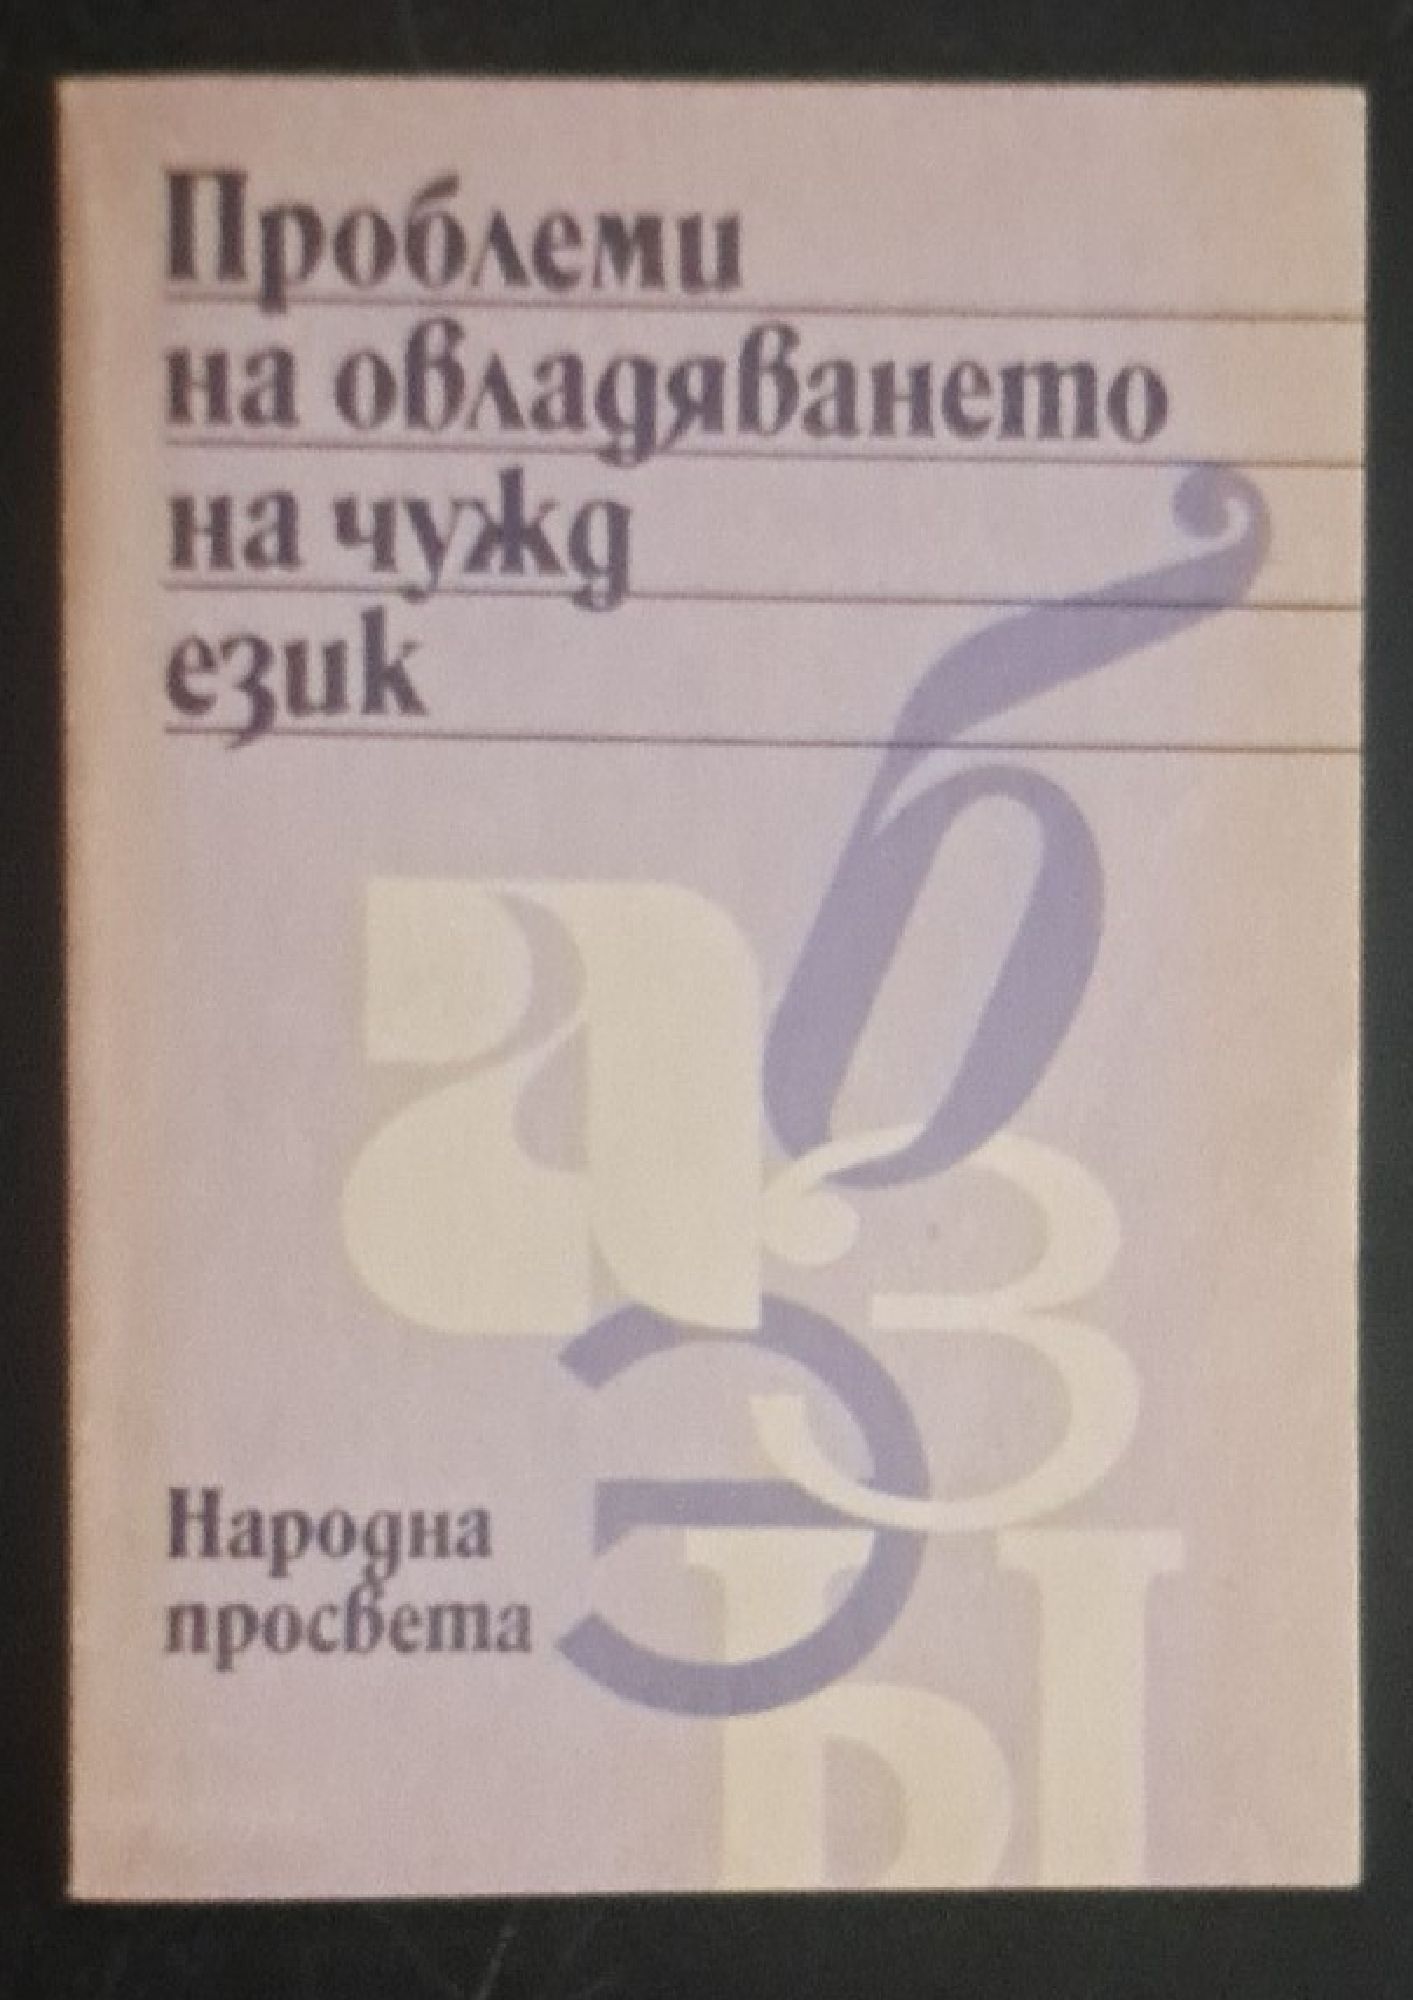 Проблеми
на овладяването
на чужд
език
б
а
з
э
ы
Народна
просвета